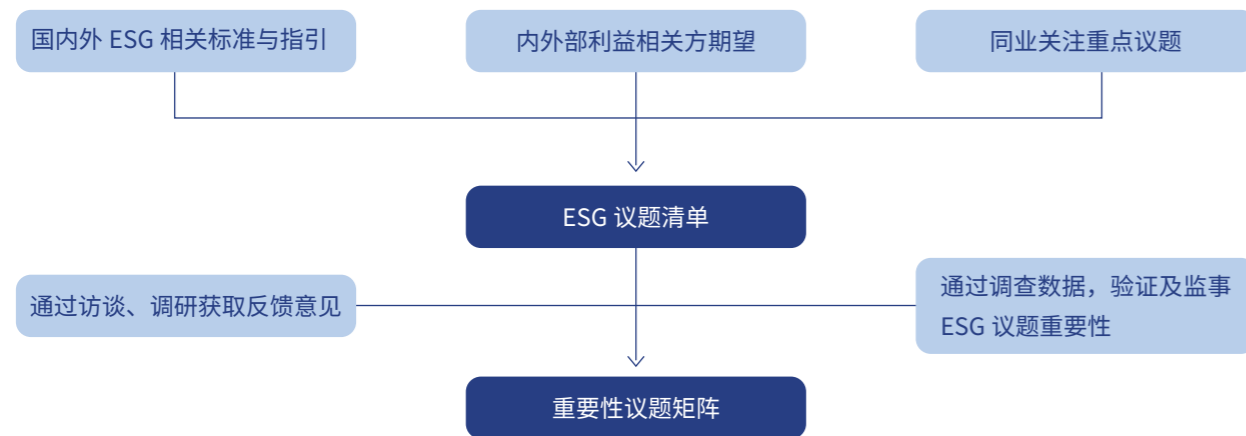 国内外 ESG 相关标准与指引
内外部利益相关方期望
同业关注重点议题
ESG 议题清单
通过访谈、调研获取反馈意见
通过调查数据，验证及监事
ESG 议题重要性
重要性议题矩阵